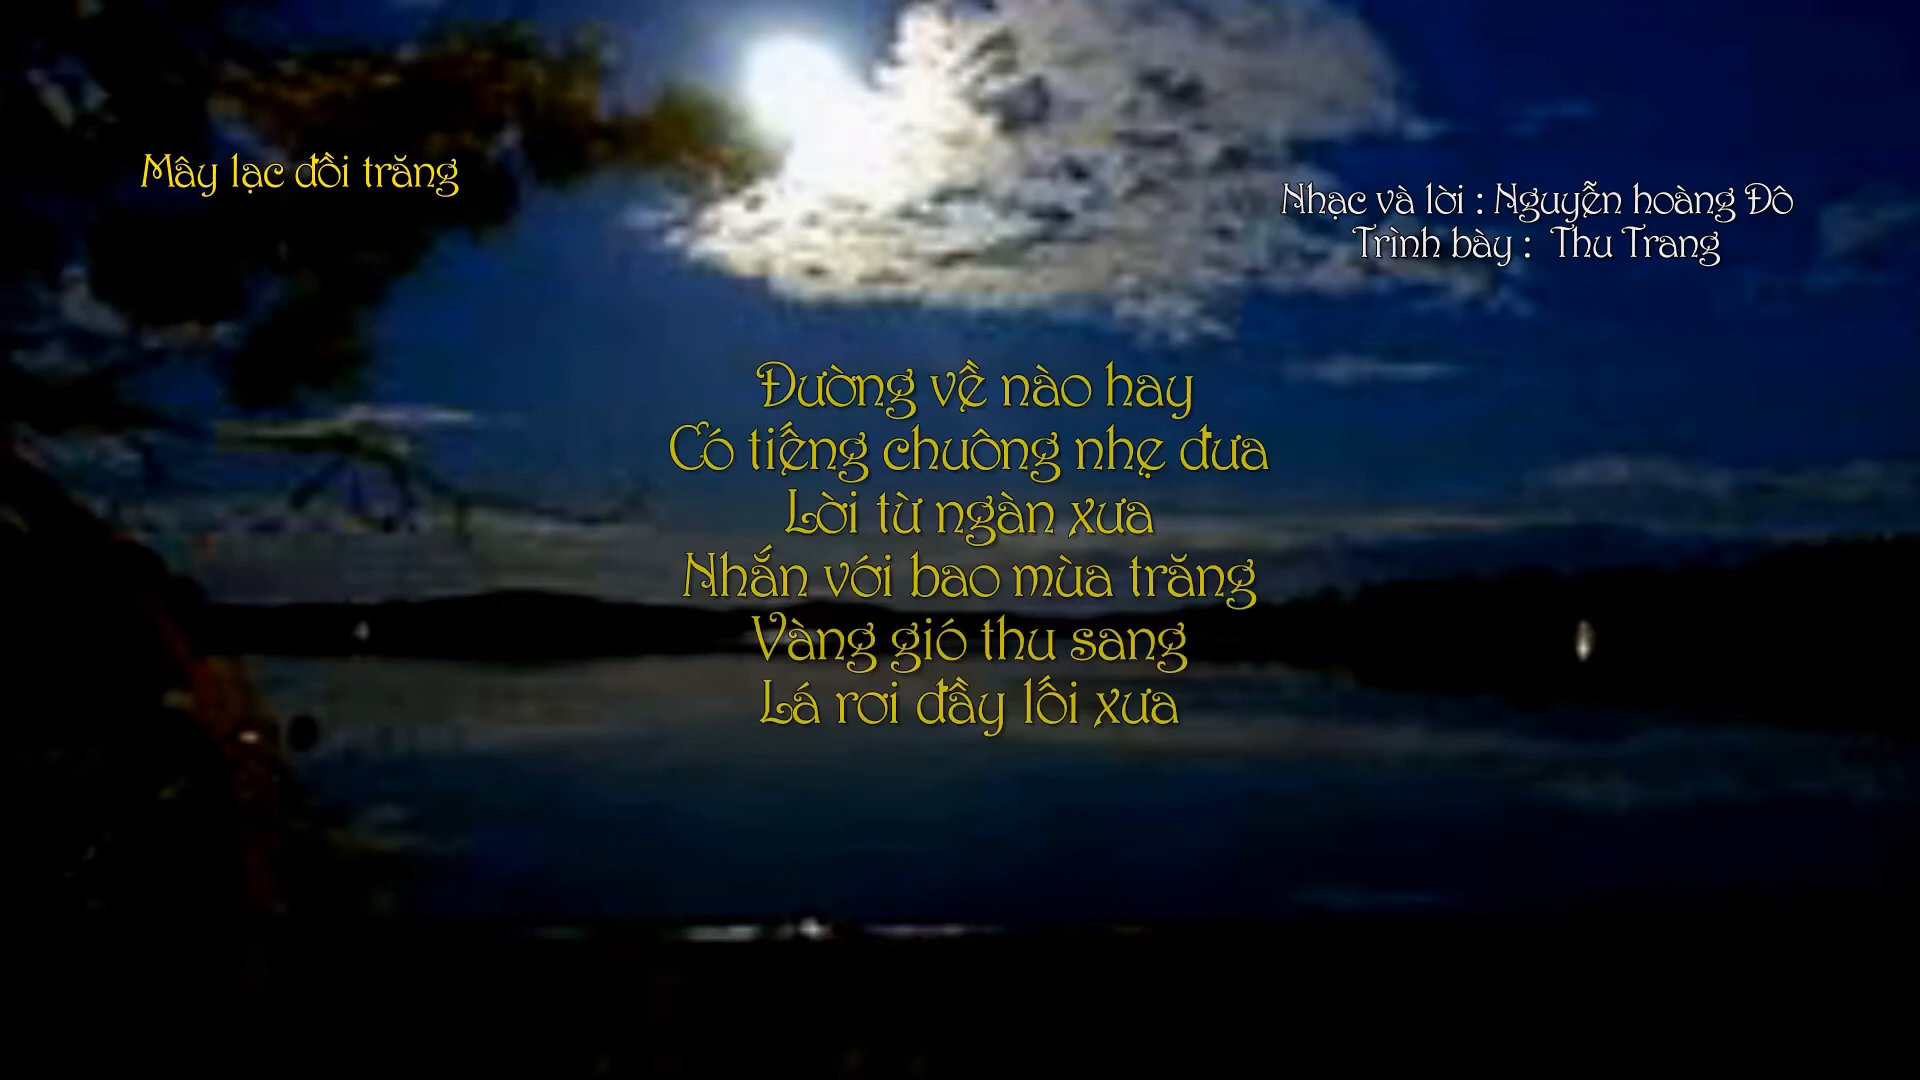 Mây lạc đồi trăng
Nhạc và lời : Nguyễn hoàng Đô
Trình bày : Thu Trang
Đường về nào hay
Có tiếng chuông nhẹ đưa
Lời từ ngàn xưa
Nhắn với bao mùa trăng
Vàng gió thu sang
Lá rơi đầy lối xưa